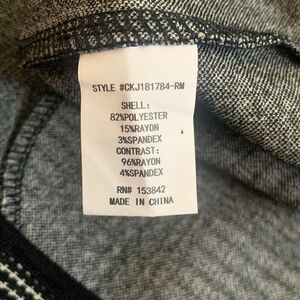 STYLE #CKJ181784-RM
SHELL:
82%POLYESTER
15%RAYON
3%SPANDEX
CONTRAST:
96%RAYON
4%SPANDEX
RN# 153842
MADE IN CHINA